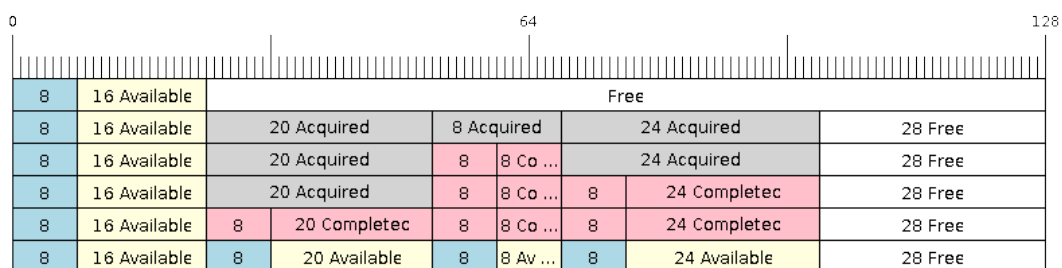 0 64 128
8 16 Available Free
8 16 Available 20 Acquired 8 Acquired 24 Acquired 28 Free
8 16 Available 20 Acquired 8 8 Co ... 24 Acquired 28 Free
8 16 Available 20 Acquired 8 8 Co ... 8 24 Completec 28 Free
8 16 Available 8 20 Completec 8 8 Co ... 8 24 Completec 28 Free
8 16 Available 8 20 Available 8 8 Av ... 8 24 Available 28 Free